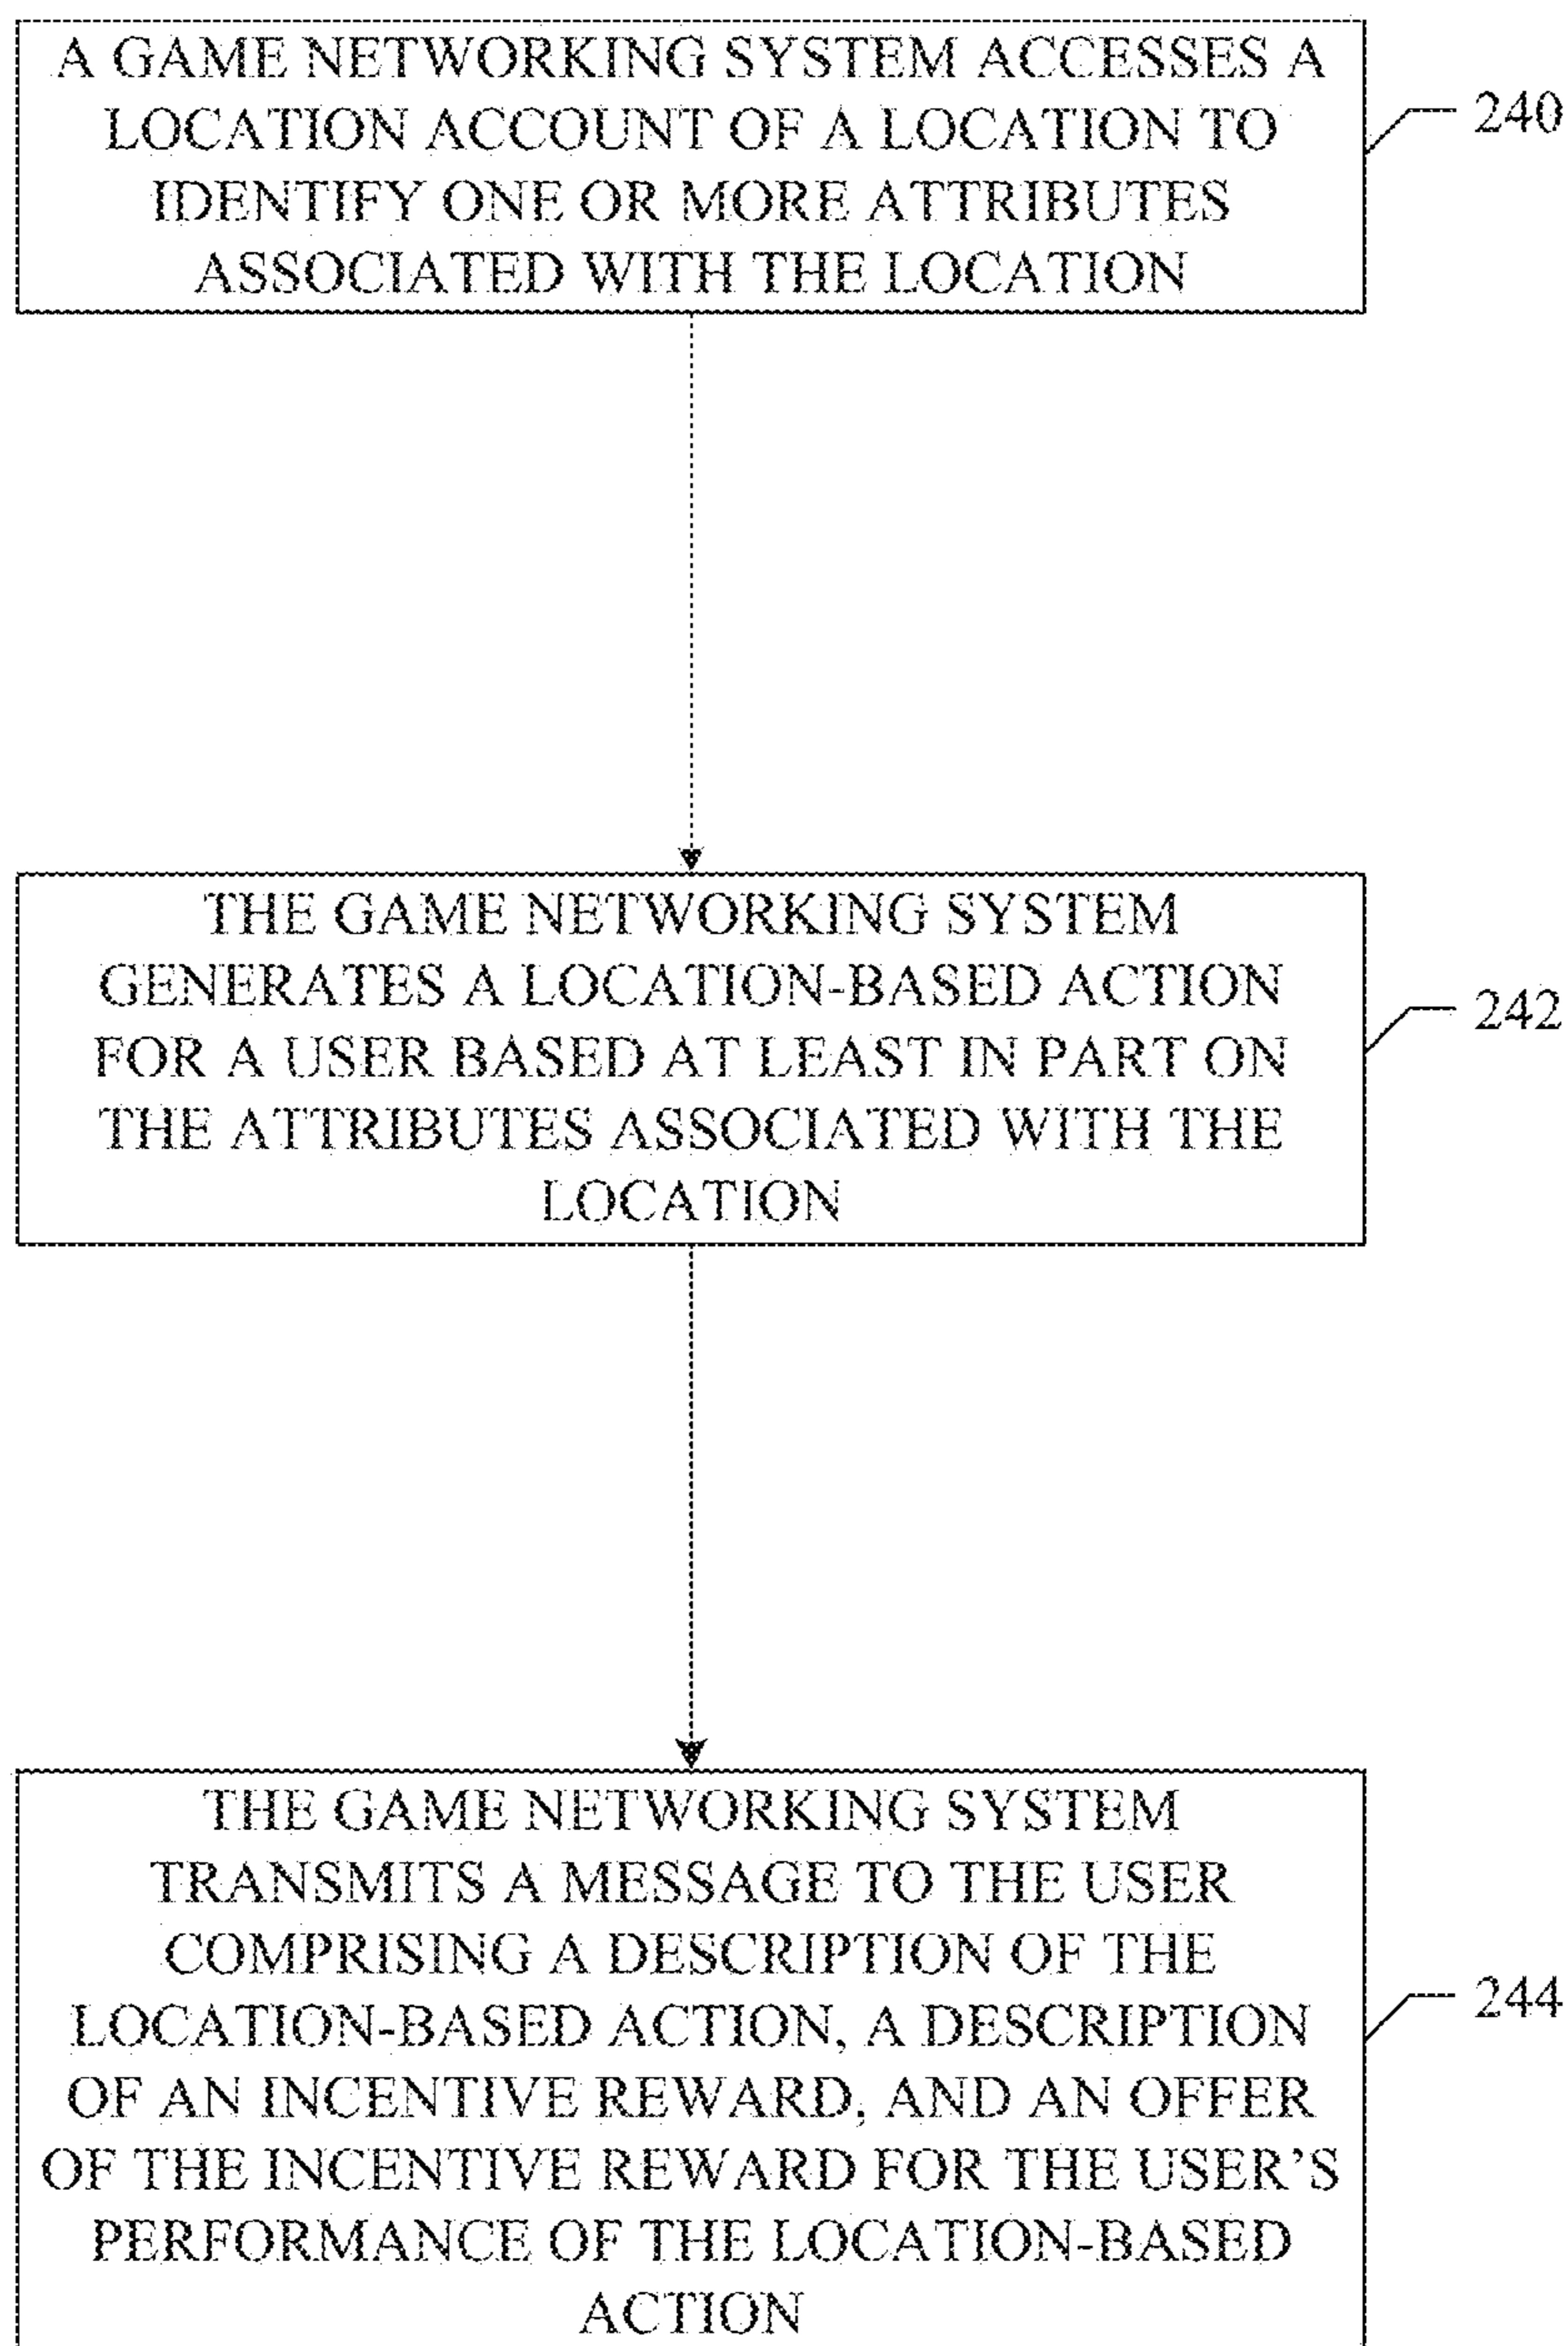 A GAME NETWORKING SYSTEM ACCESSES A
LOCATION ACCOUNT OF A LOCATION TO
IDENTIFY ONE OR MORE ATTRIBUTES
ASSOCIATED WITH THE LOCATION
240
THE GAME NETWORKING SYSTEM
GENERATES A LOCATION-BASED ACTION
FOR A USER BASED AT LEAST IN PART ON
THE ATTRIBUTES ASSOCIATED WITH THE
LOCATION
242
THE GAME NETWORKING SYSTEM
TRANSMITS A MESSAGE TO THE USER
COMPRISING A DESCRIPTION OF THE
LOCATION-BASED ACTION, A DESCRIPTION
OF AN INCENTIVE REWARD, AND AN OFFER
OF THE INCENTIVE REWARD FOR THE USER'S
PERFORMANCE OF THE LOCATION-BASED
ACTION
244